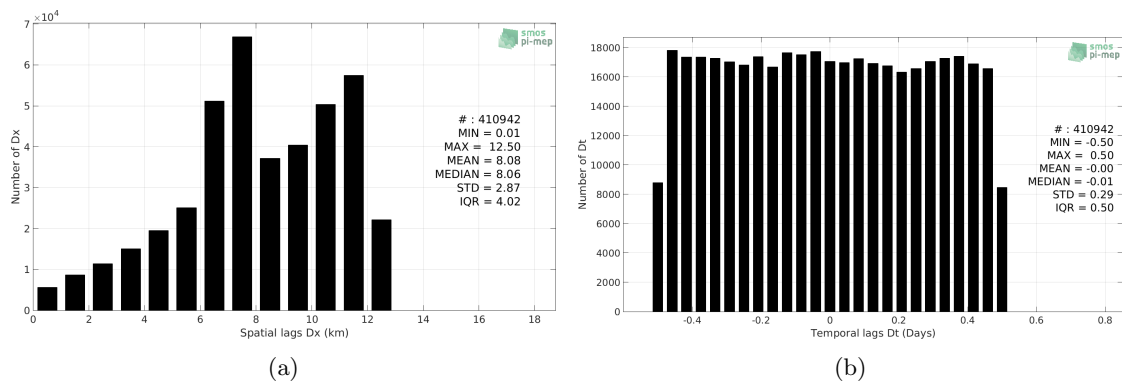 ×10⁴
7
6
5
4
3
2
1
0
Number of Dx
0 2 4 6 8 10 12 14 16 18
Spatial lags Dx (km)
smos
pi-mep
# : 410942
MIN = 0.01
MAX = 12.50
MEAN = 8.08
MEDIAN = 8.06
STD = 2.87
IQR = 4.02
(a)
18000
16000
14000
12000
10000
8000
6000
4000
2000
0
Number of Dt
-0.4 -0.2 0 0.2 0.4 0.6 0.8
Temporal lags Dt (Days)
smos
pi-mep
# : 410942
MIN = -0.50
MAX = 0.50
MEAN = -0.00
MEDIAN = -0.01
STD = 0.29
IQR = 0.50
(b)